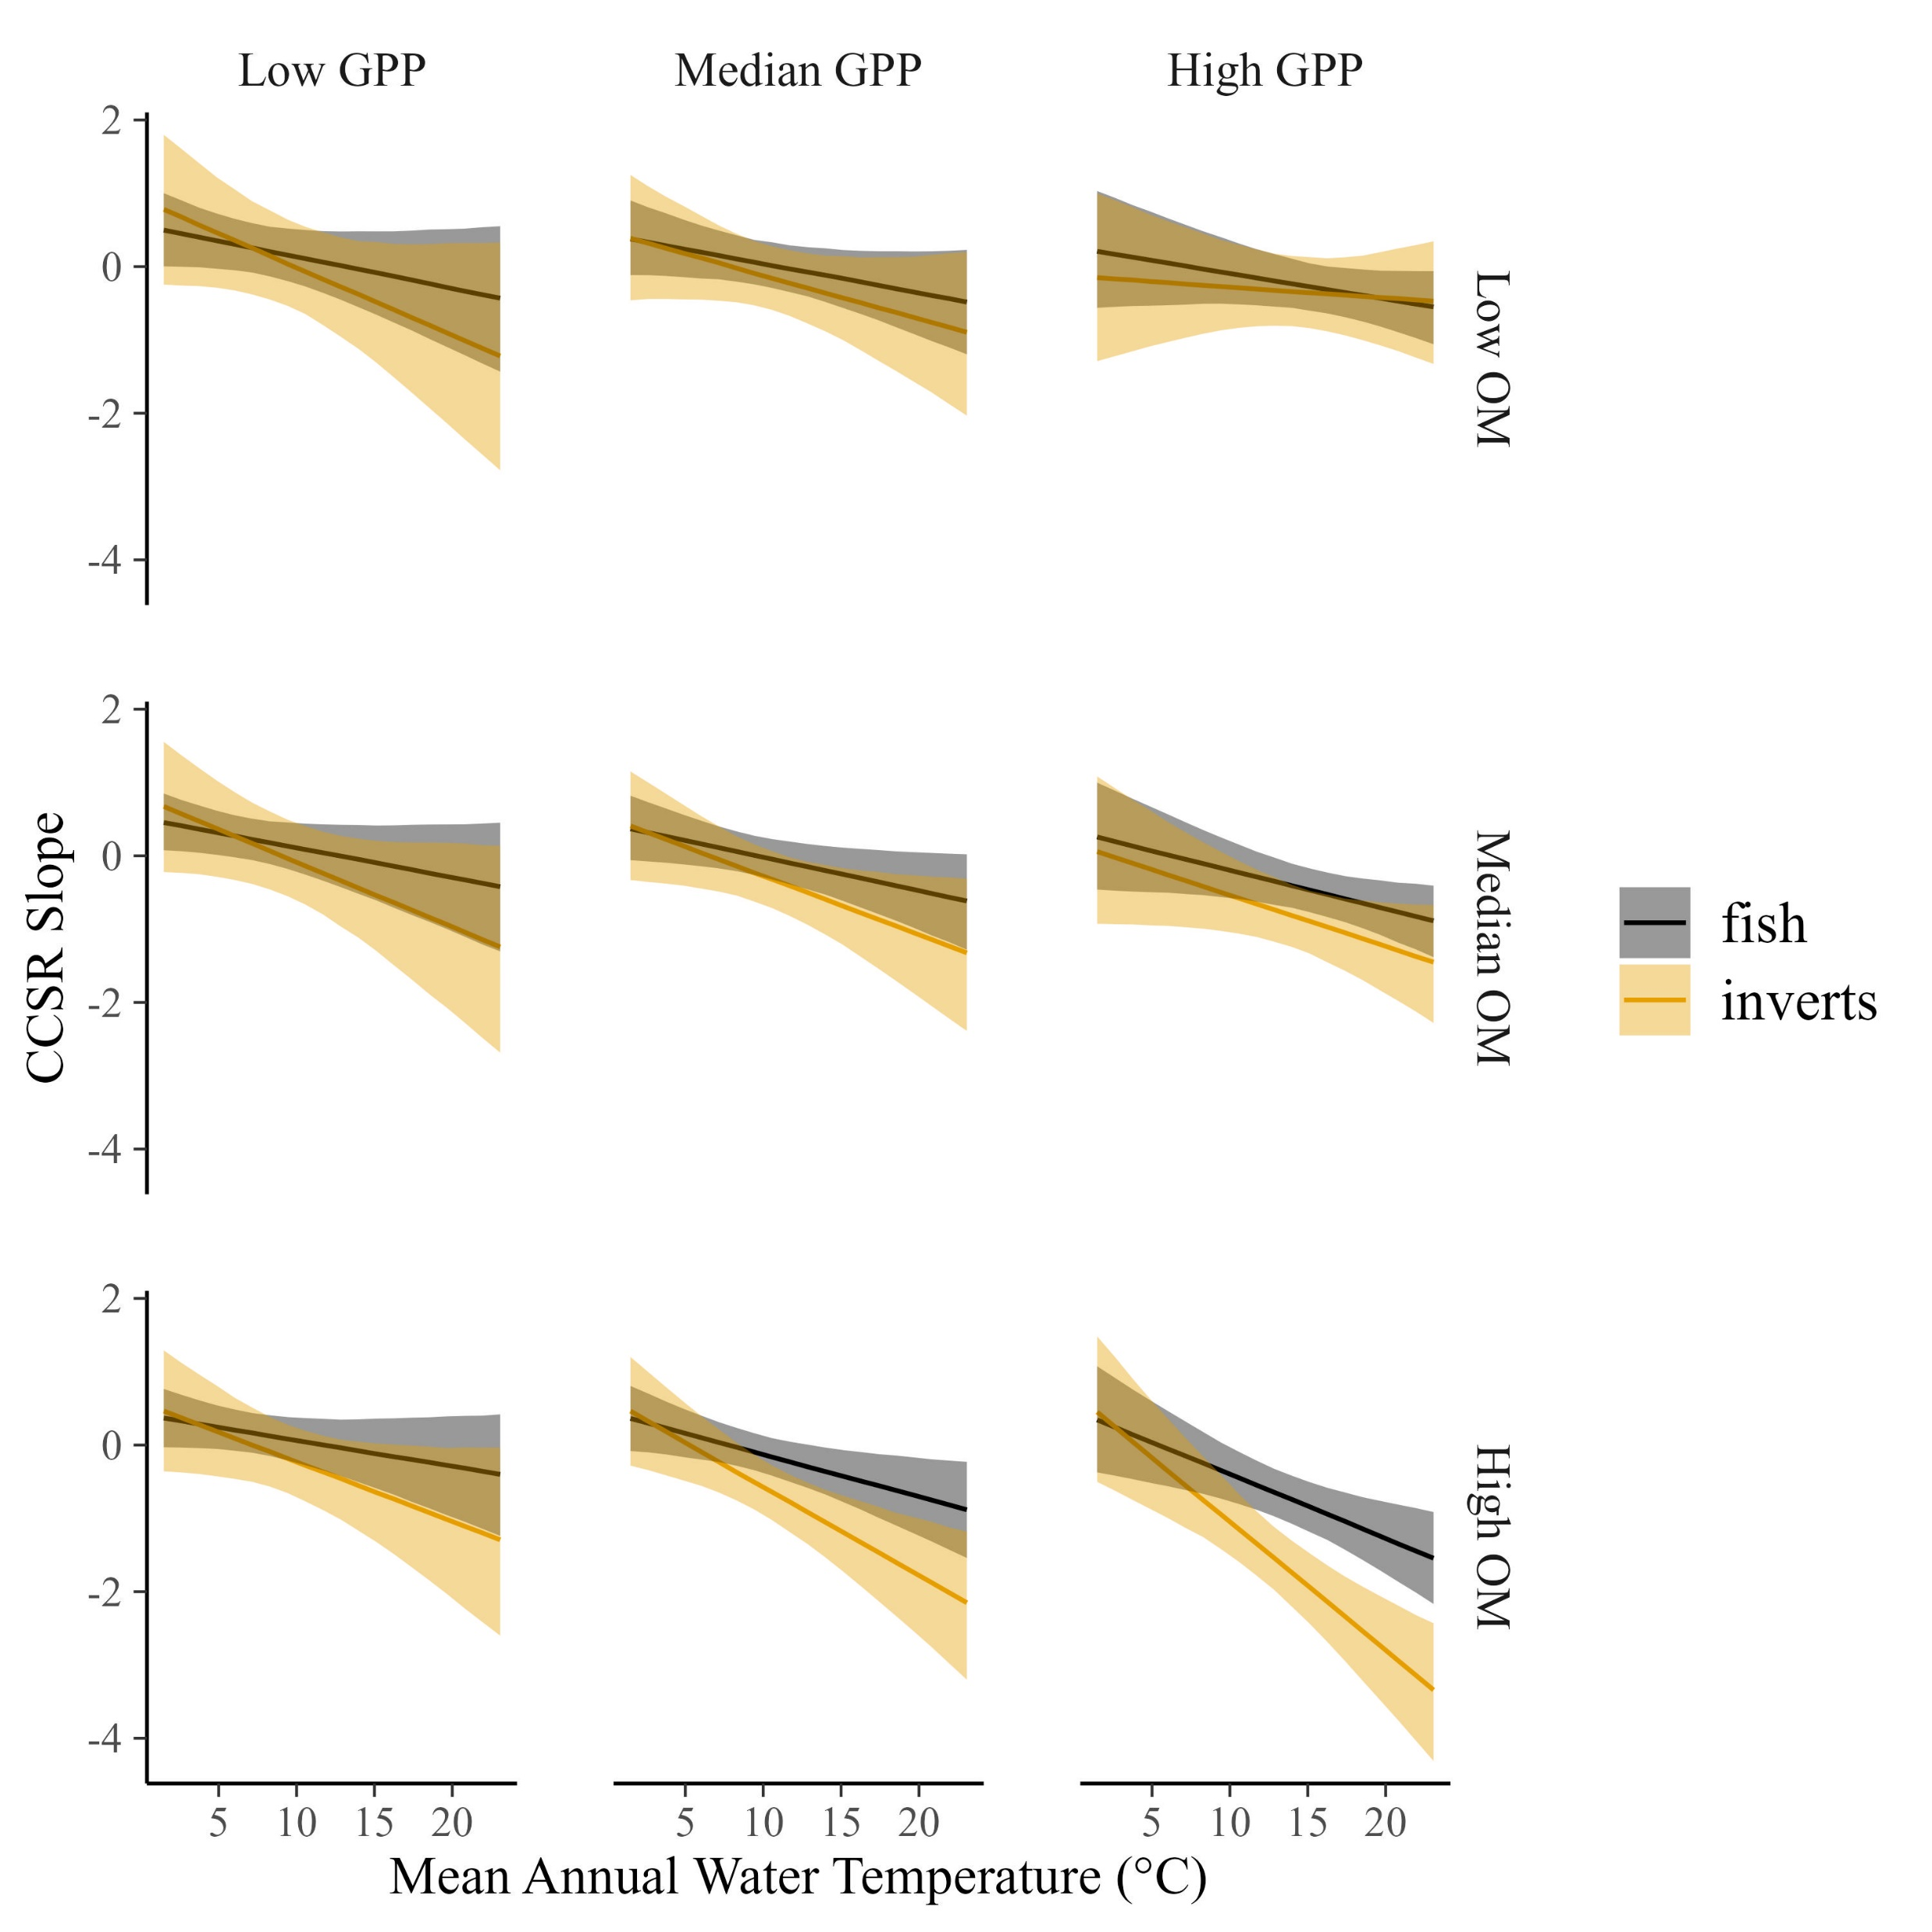 Low GPP
Median GPP
High GPP
2
0
-2
-4
Low OM
CCSR Slope
2
0
-2
-4
Median OM
fish
inverts
2
0
-2
-4
High OM
5 10 15 20
5 10 15 20
5 10 15 20
Mean Annual Water Temperature (°C)